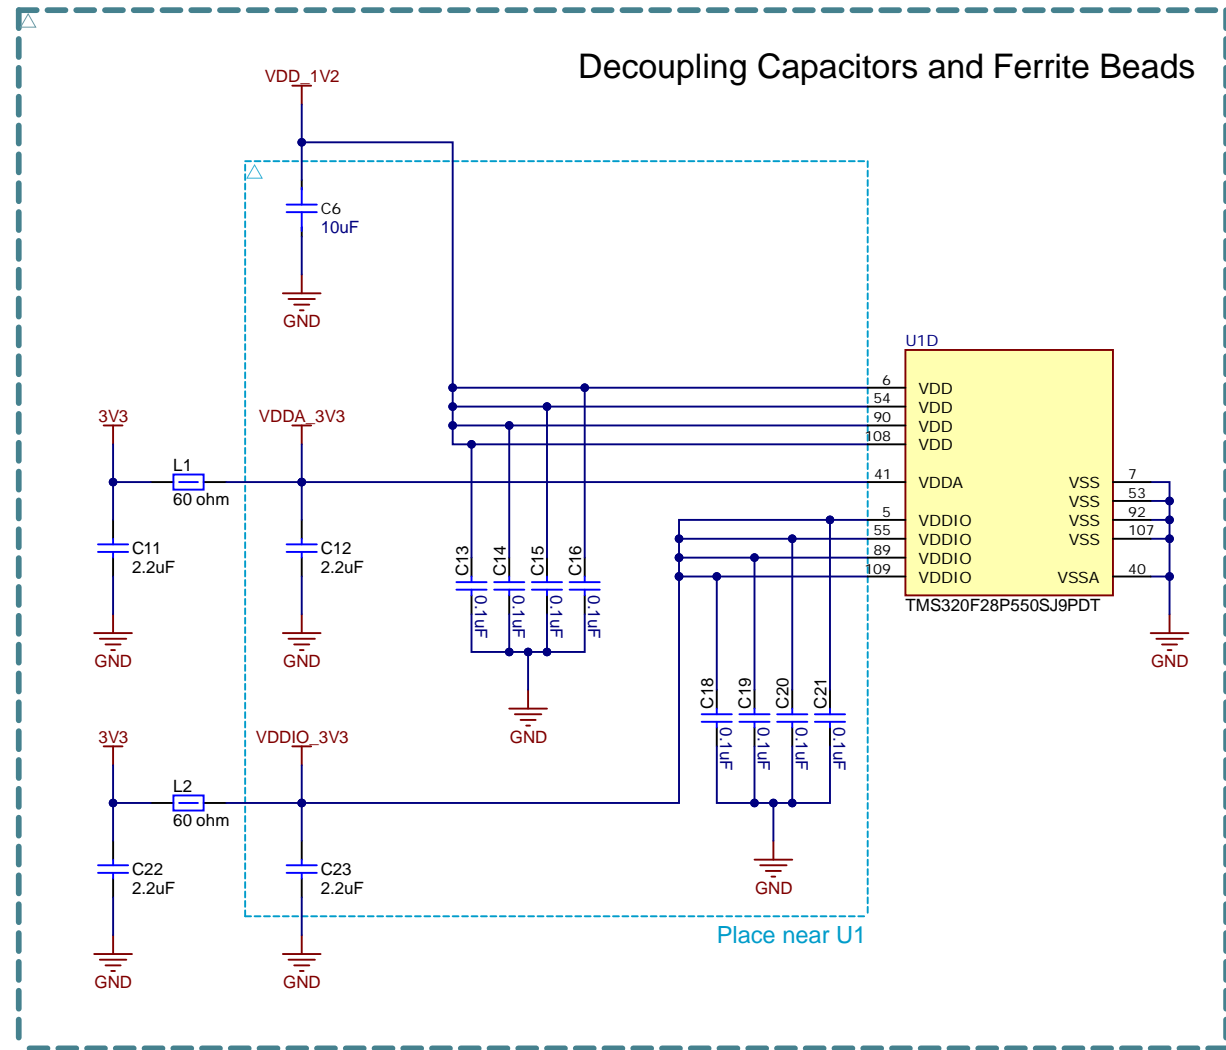 Decoupling Capacitors and Ferrite Beads
VDD_1V2
C6
10uF
GND
U1D
6 VDD
54 VDD
90 VDD
108 VDD
41 VDDA
5 VDDIO
55 VDDIO
89 VDDIO
109 VDDIO
VSS 7
VSS 53
VSS 92
VSS 107
VSSA 40
TMS320F28P550SJ9PDT
GND
3V3
L1
60 ohm
VDDA_3V3
C11
2.2uF
GND
C12
2.2uF
GND
C13
0.1uF
C14
0.1uF
C15
0.1uF
C16
0.1uF
GND
C18
0.1uF
C19
0.1uF
C20
0.1uF
C21
0.1uF
GND
3V3
L2
60 ohm
VDDIO_3V3
C22
2.2uF
GND
C23
2.2uF
GND
Place near U1